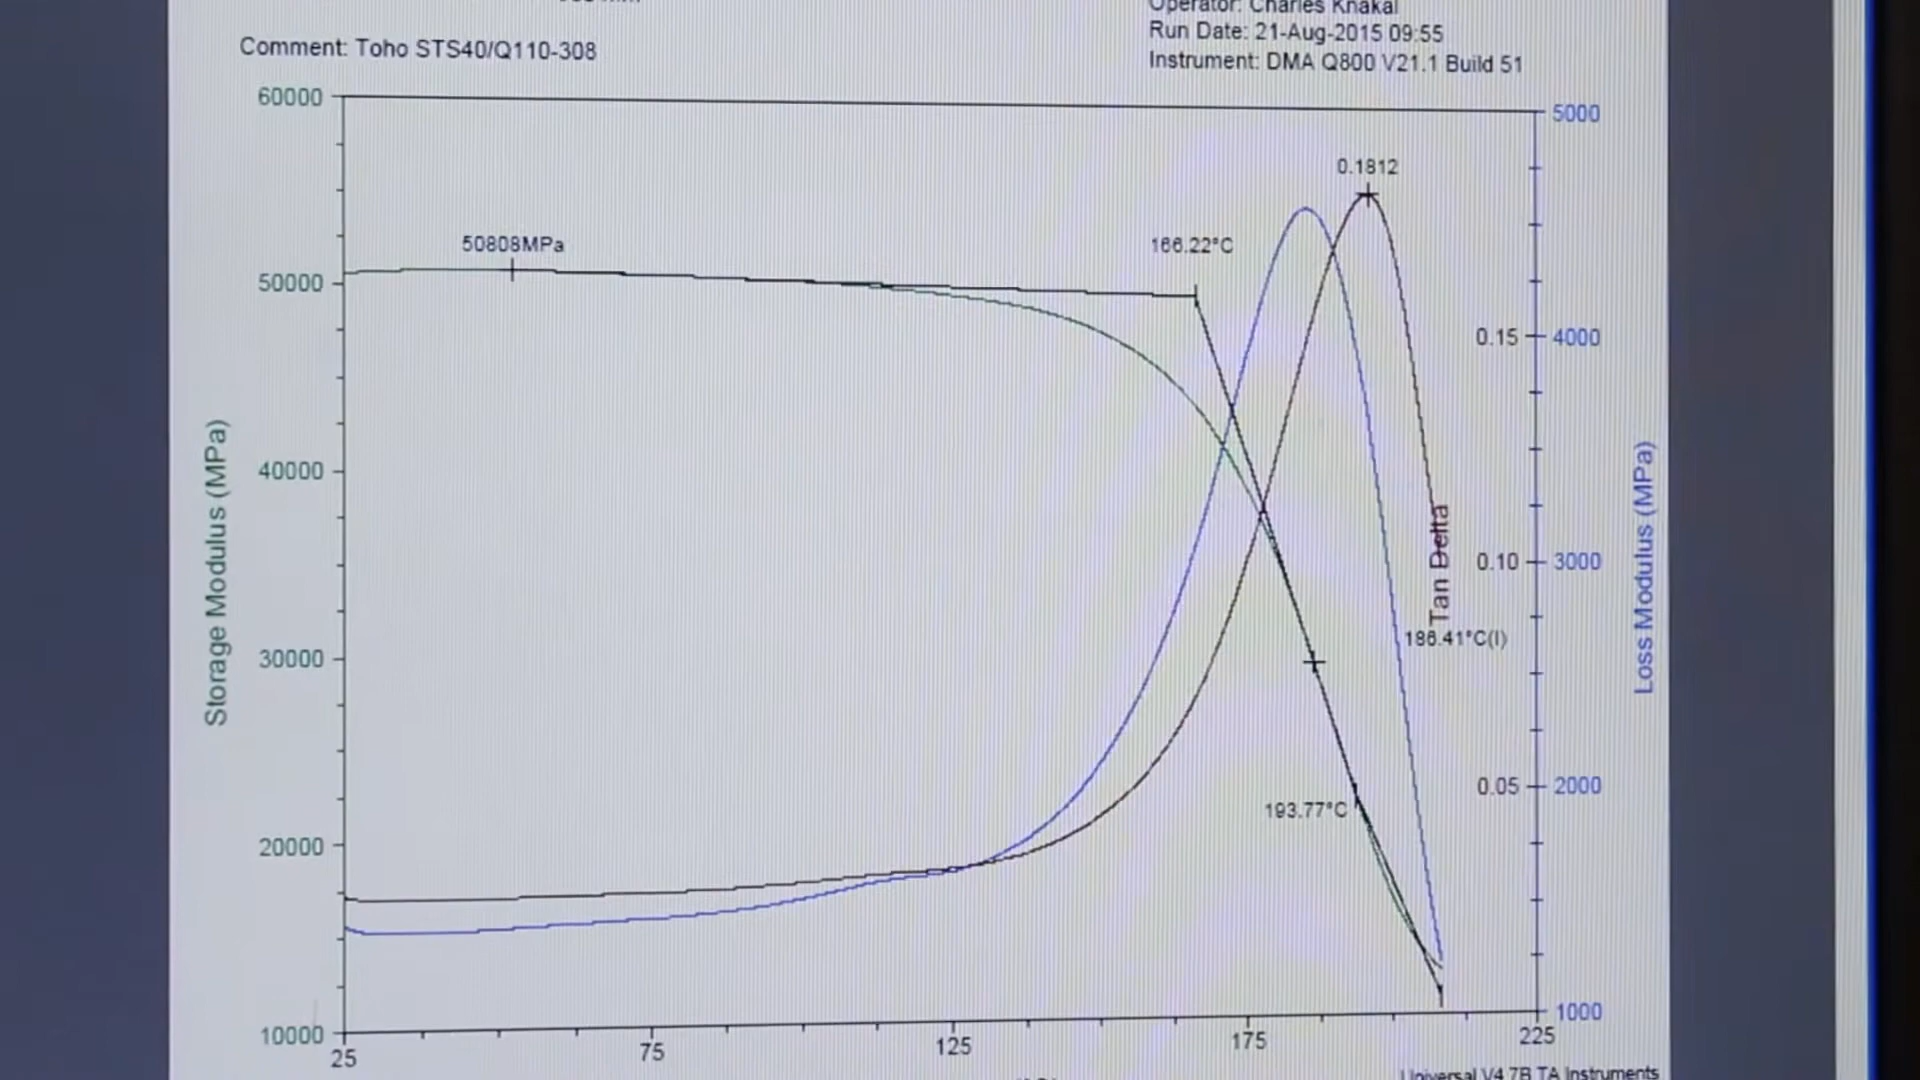 Operator: Charles Knakal
Comment: Toho STS40/Q110-308
Run Date: 21-Aug-2015 09:55
Instrument: DMA Q800 V21.1 Build 51
60000
5000
0.1812
50808MPa
166.22°C
50000
0.15
4000
Storage Modulus (MPa)
40000
Tan Delta
Loss Modulus (MPa)
0.10
3000
186.41°C(I)
30000
0.05
2000
193.77°C
20000
10000
1000
25
75
125
175
225
Universal V4.7B TA Instruments